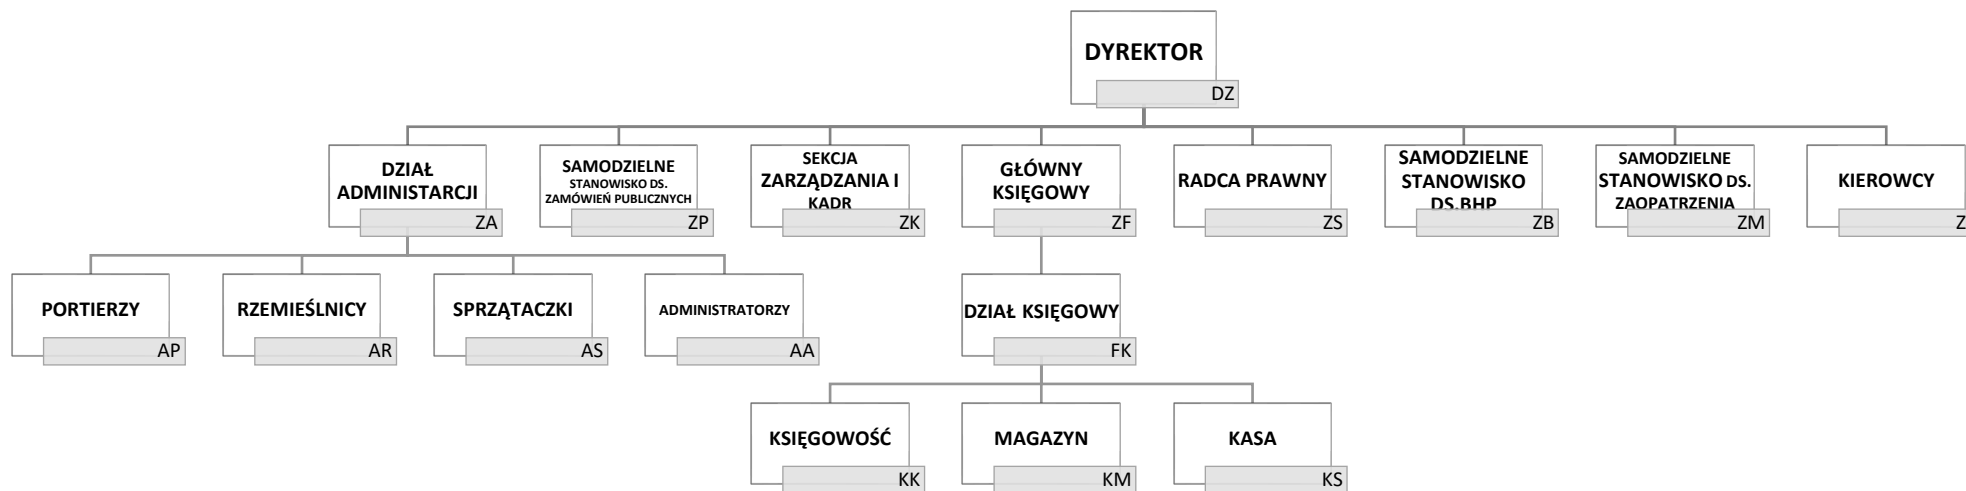 DYREKTOR
DZ
DZIAŁ
ADMINISTARCJI
ZA
SAMODZIELNE
STANOWISKO DS.
ZAMÓWIEŃ PUBLICZNYCH
ZP
SEKCJA
ZARZĄDZANIA I
KADR
ZK
GŁÓWNY
KSIĘGOWY
ZF
RADCA PRAWNY
ZS
SAMODZIELNE
STANOWISKO
DS.BHP
ZB
SAMODZIELNE
STANOWISKO DS.
ZAOPATRZENIA
ZM
KIEROWCY
PORTIERZY
AP
RZEMIEŚLNICY
AR
SPRZĄTACZKI
AS
ADMINISTRATORZY
AA
DZIAŁ KSIĘGOWY
FK
KSIĘGOWOŚĆ
KK
MAGAZYN
KM
KASA
KS